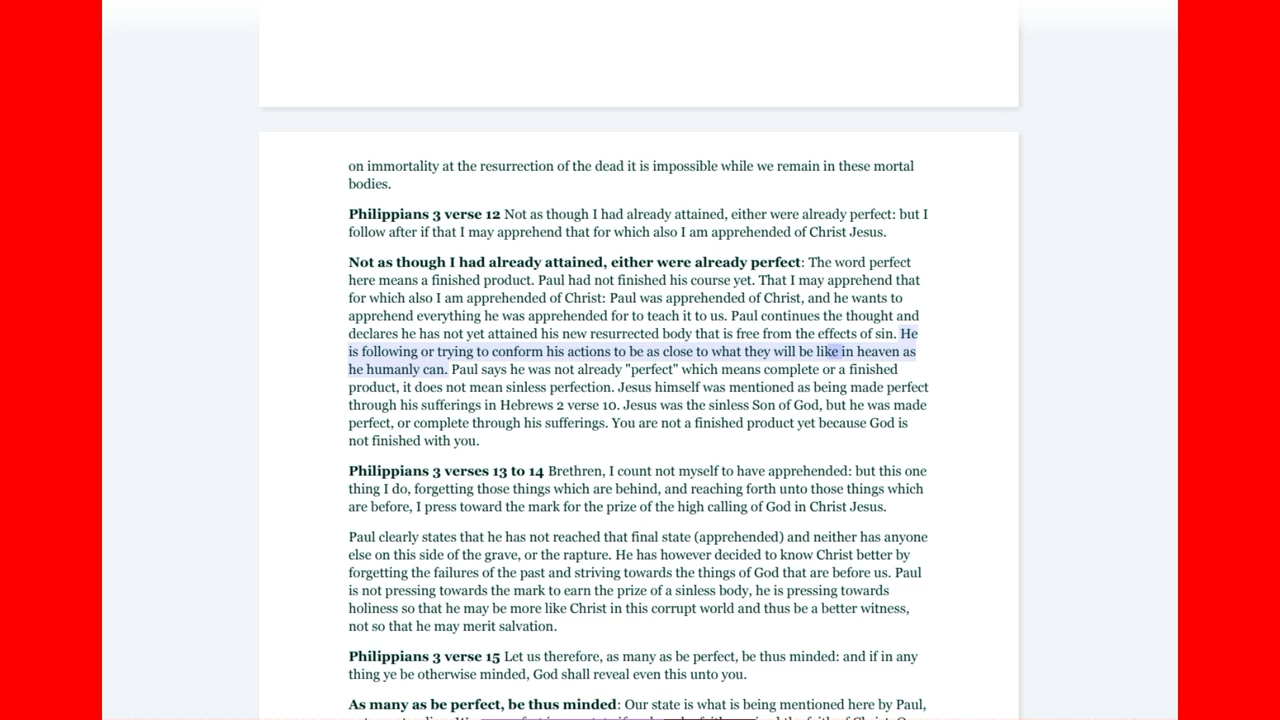 on immortality at the resurrection of the dead it is impossible while we remain in these mortal
bodies.
Philippians 3 verse 12 Not as though I had already attained, either were already perfect: but I
follow after if that I may apprehend that for which also I am apprehended of Christ Jesus.
Not as though I had already attained, either were already perfect: The word perfect
here means a finished product. Paul had not finished his course yet. That I may apprehend that
for which also I am apprehended of Christ: Paul was apprehended of Christ, and he wants to
apprehend everything he was apprehended for to teach it to us. Paul continues the thought and
declares he has not yet attained his new resurrected body that is free from the effects of sin. He
is following or trying to conform his actions to be as close to what they will be like in heaven as
he humanly can. Paul says he was not already "perfect" which means complete or a finished
product, it does not mean sinless perfection. Jesus himself was mentioned as being made perfect
through his sufferings in Hebrews 2 verse 10. Jesus was the sinless Son of God, but he was made
perfect, or complete through his sufferings. You are not a finished product yet because God is
not finished with you.
Philippians 3 verses 13 to 14 Brethren, I count not myself to have apprehended: but this one
thing I do, forgetting those things which are behind, and reaching forth unto those things which
are before, I press toward the mark for the prize of the high calling of God in Christ Jesus.
Paul clearly states that he has not reached that final state (apprehended) and neither has anyone
else on this side of the grave, or the rapture. He has however decided to know Christ better by
forgetting the failures of the past and striving towards the things of God that are before us. Paul
is not pressing towards the mark to earn the prize of a sinless body, he is pressing towards
holiness so that he may be more like Christ in this corrupt world and thus be a better witness,
not so that he may merit salvation.
Philippians 3 verse 15 Let us therefore, as many as be perfect, be thus minded: and if in any
thing ye be otherwise minded, God shall reveal even this unto you.
As many as be perfect, be thus minded: Our state is what is being mentioned here by Paul,